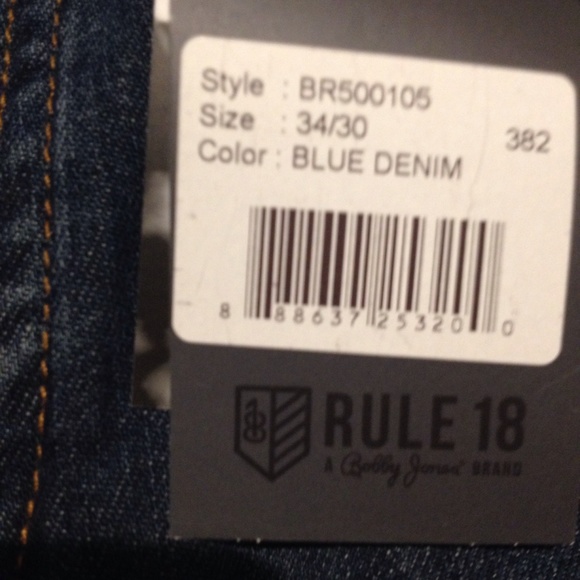 Style : BR500105
Size : 34/30
382
Color : BLUE DENIM
8 88637 25320 0
RULE 18
A Bobby Jones BRAND